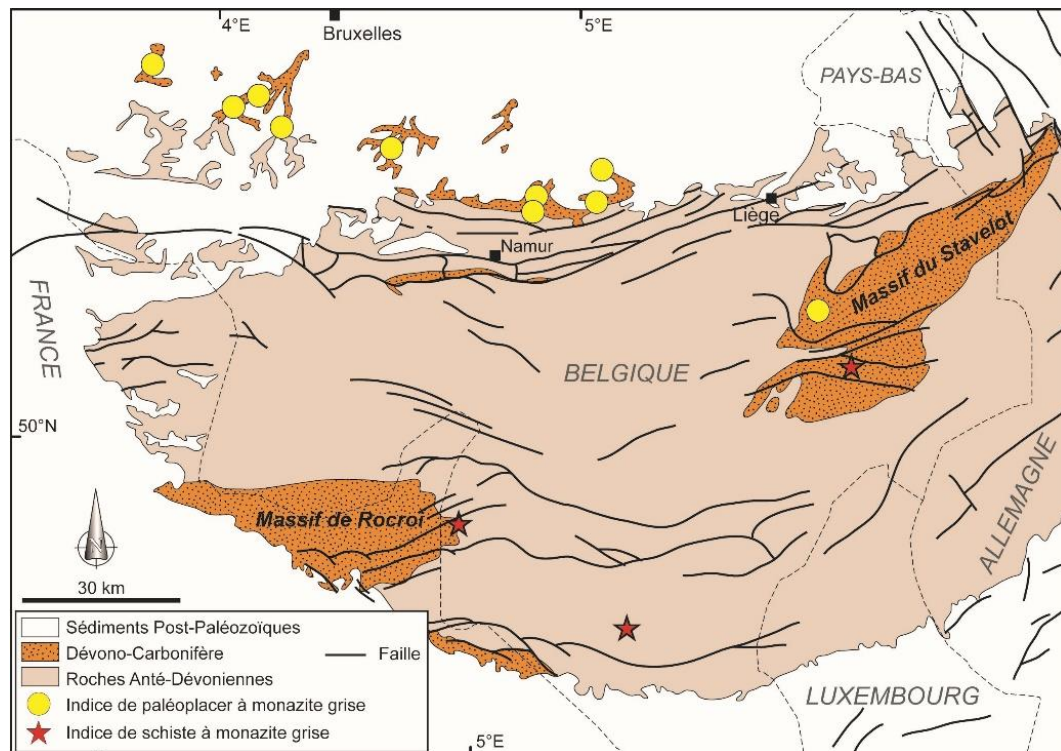 4°E
5°E
Bruxelles
PAYS-BAS
Liège
Namur
Massif du Stavelot
FRANCE
BELGIQUE
50°N
ALLEMAGNE
Massif de Rocroi
N
30 km
Sédiments Post-Paléozoïques
Dévono-Carbonifère
Faille
Roches Anté-Dévoniennes
Indice de paléoplacer à monazite grise
LUXEMBOURG
Indice de schiste à monazite grise
5°E